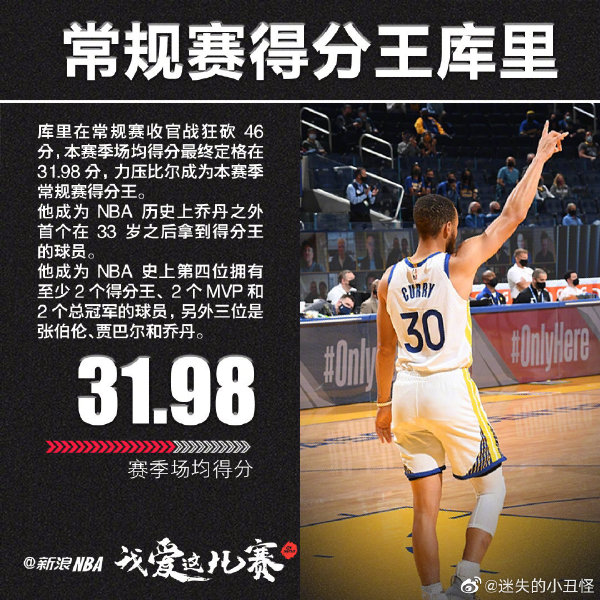 常规赛得分王库里
库里在常规赛收官战狂砍 46
分,本赛季场均得分最终定格在
31.98 分，力压比尔成为本赛季
常规赛得分王。
他成为 NBA 历史上乔丹之外
首个在 33 岁之后拿到得分王
的球员。
他成为 NBA 史上第四位拥有
至少 2 个得分王、2 个 MVP 和
2 个总冠军的球员，另外三位是
张伯伦、贾巴尔和乔丹。
31.98
赛季场均得分
CURRY
30
#OnlyHere
#OnlyHere
@新浪NBA 我爱这比赛
@迷失的小丑怪